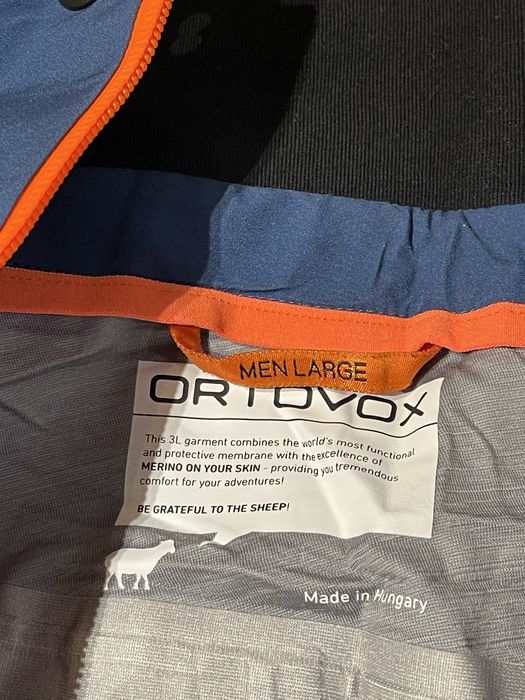 MEN LARGE
ORTOVOX
This 3L garment combines the world's most functional
and protective membrane with the excellence of
MERINO ON YOUR SKIN - providing you tremendous
comfort for your adventures!
BE GRATEFUL TO THE SHEEP!
Made in Hungary